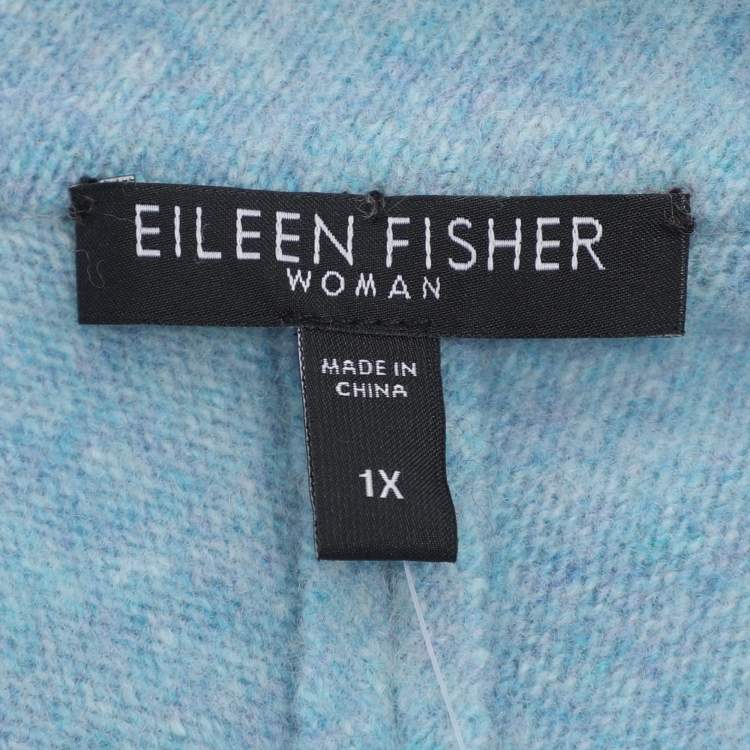 EILEEN FISHER
WOMAN
MADE IN
CHINA
1X